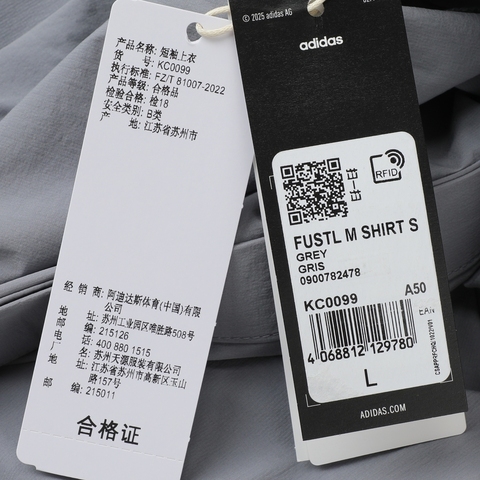 产品名称: 短袖上衣
货 号: KC0099
执行标准: FZ/T 81007-2022
产品等级: 合格品
检验合格: 检18
安全类别: B类
产 地: 江苏省苏州市
经 销 商: 阿迪达斯体育(中国)有限
公司
地 址: 苏州工业园区唯胜路508号
邮 编: 215126
电 话: 400 880 1515
厂 名: 苏州天源服装有限公司
地 址: 江苏省苏州市高新区玉山
路157号
邮 编: 215011
合格证
© 2025 adidas AG
adidas
RFID
FUSTL M SHIRT S
GREY
GRIS
0900782478
KC0099 A50
EAN
4 068812 129780
L
ADIDAS.COM